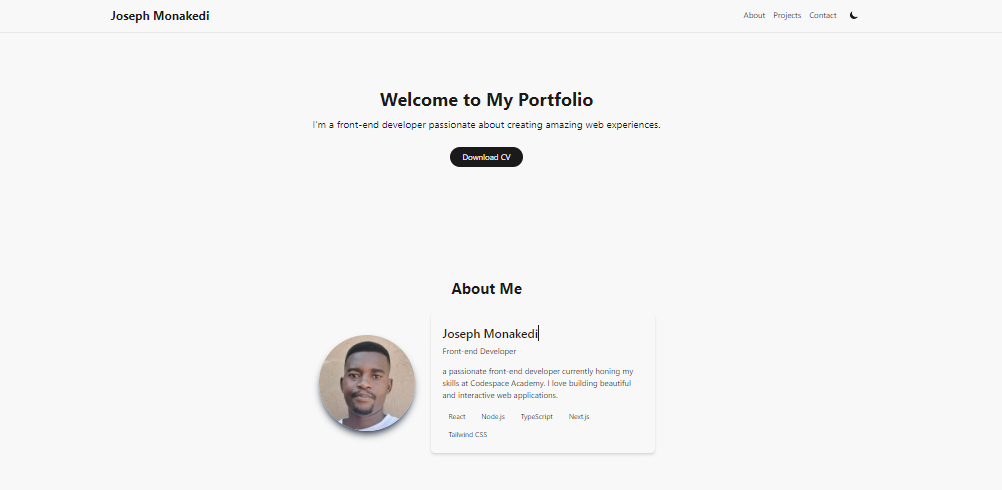 Joseph Monakedi
About Projects Contact
Welcome to My Portfolio
I'm a front-end developer passionate about creating amazing web experiences.
Download CV
About Me
Joseph Monakedi
Front-end Developer
a passionate front-end developer currently honing my
skills at Codespace Academy. I love building beautiful
and interactive web applications.
React Node.js TypeScript Next.js
Tailwind CSS